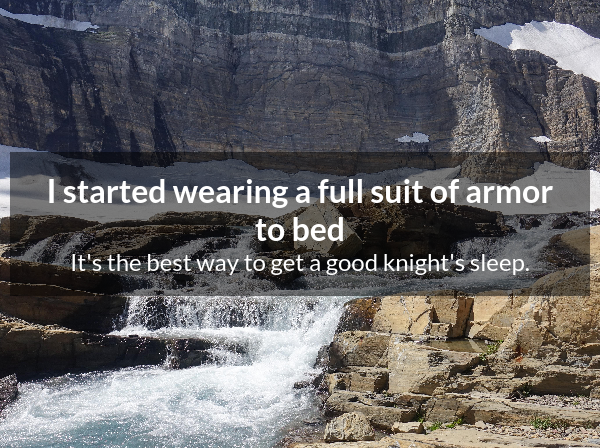 I started wearing a full suit of armor
to bed
It's the best way to get a good knight's sleep.